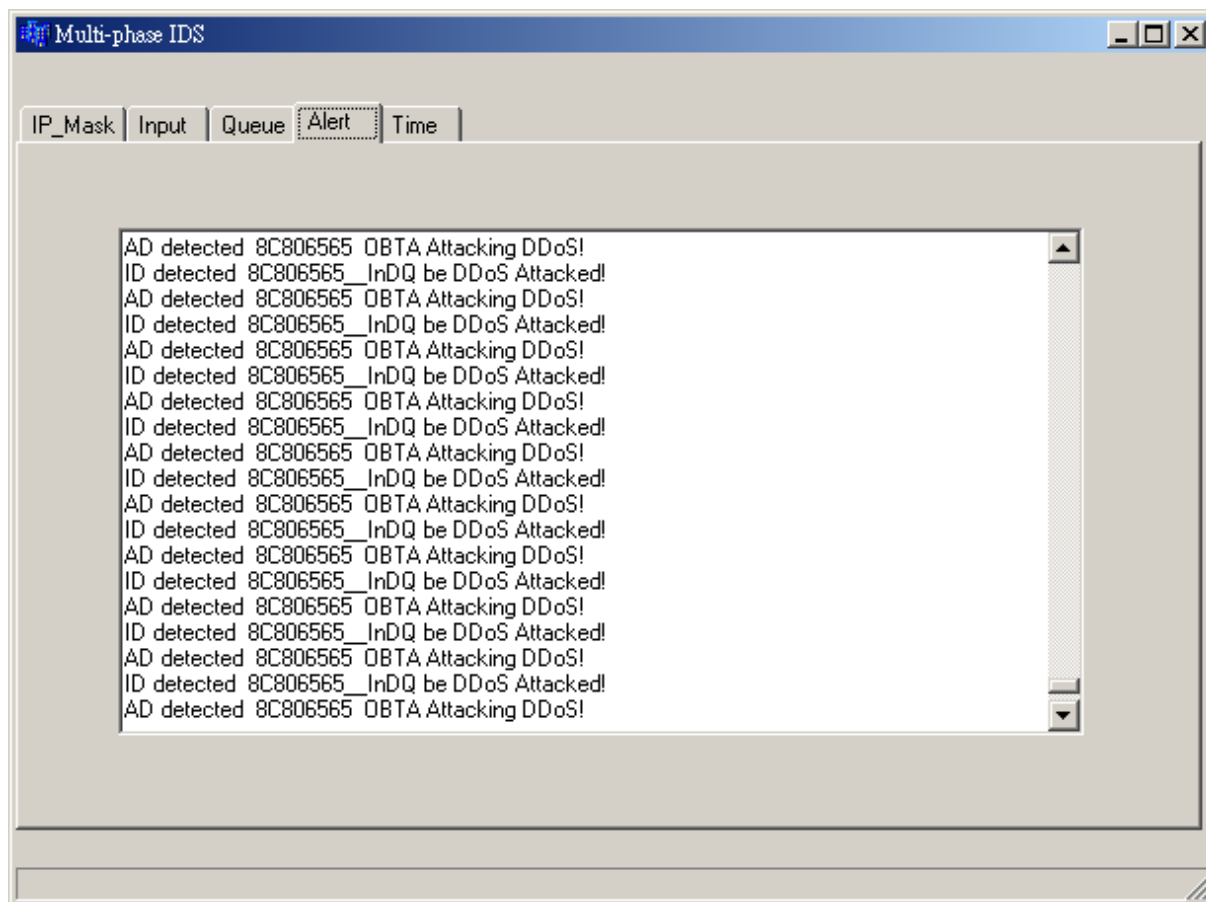 Multi-phase IDS
IP_Mask Input Queue Alert Time
AD detected 8C806565 OBTA Attacking DDoS!
ID detected 8C806565__InDQ be DDoS Attacked!
AD detected 8C806565 OBTA Attacking DDoS!
ID detected 8C806565__InDQ be DDoS Attacked!
AD detected 8C806565 OBTA Attacking DDoS!
ID detected 8C806565__InDQ be DDoS Attacked!
AD detected 8C806565 OBTA Attacking DDoS!
ID detected 8C806565__InDQ be DDoS Attacked!
AD detected 8C806565 OBTA Attacking DDoS!
ID detected 8C806565__InDQ be DDoS Attacked!
AD detected 8C806565 OBTA Attacking DDoS!
ID detected 8C806565__InDQ be DDoS Attacked!
AD detected 8C806565 OBTA Attacking DDoS!
ID detected 8C806565__InDQ be DDoS Attacked!
AD detected 8C806565 OBTA Attacking DDoS!
ID detected 8C806565__InDQ be DDoS Attacked!
AD detected 8C806565 OBTA Attacking DDoS!
ID detected 8C806565__InDQ be DDoS Attacked!
AD detected 8C806565 OBTA Attacking DDoS!